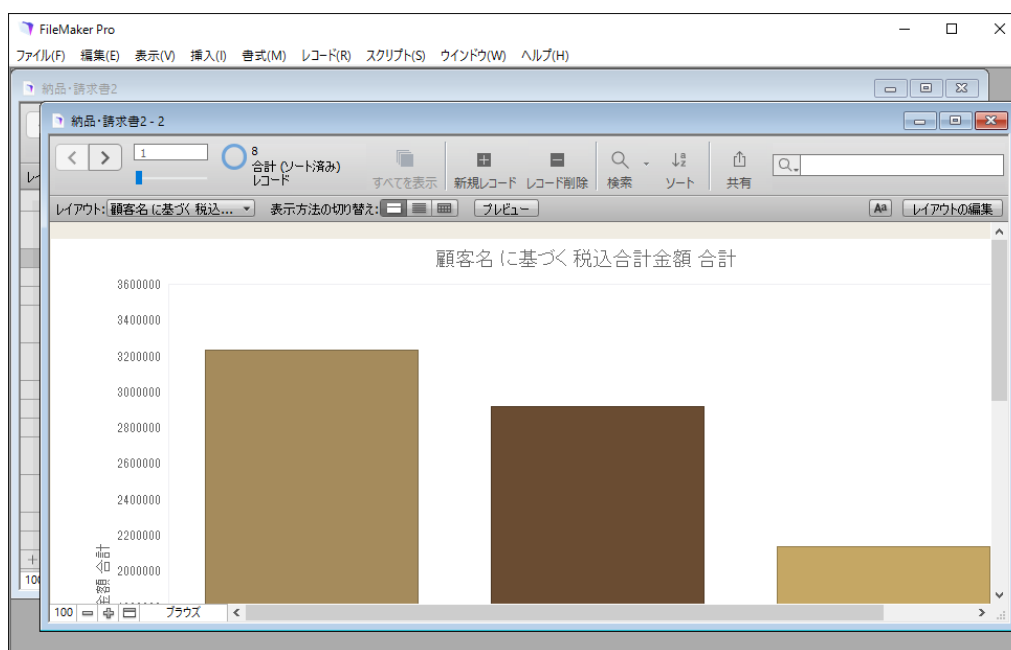 FileMaker Pro
ファイル(F) 編集(E) 表示(V) 挿入(I) 書式(M) レコード(R) スクリプト(S) ウインドウ(W) ヘルプ(H)
納品・請求書2
納品・請求書2 - 2
1
8
合計 (ソート済み)
レコード
すべてを表示
新規レコード
レコード削除
検索
ソート
共有
レイアウト: 顧客名 に基づく 税込... 表示方法の切り替え: プレビュー Aa レイアウトの編集
顧客名 に基づく 税込合計金額 合計
3600000
3400000
3200000
3000000
2800000
2600000
2400000
2200000
2000000
金額 合計
100 ブラウズ